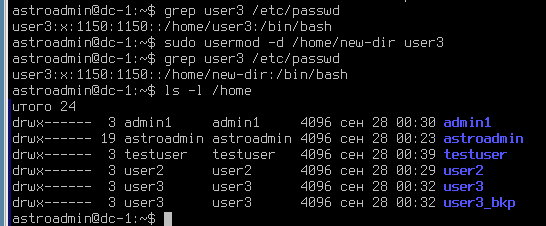 astroadmin@dc-1:~$ grep user3 /etc/passwd
user3:x:1150:1150::/home/user3:/bin/bash
astroadmin@dc-1:~$ sudo usermod -d /home/new-dir user3
astroadmin@dc-1:~$ grep user3 /etc/passwd
user3:x:1150:1150::/home/new-dir:/bin/bash
astroadmin@dc-1:~$ ls -l /home
итого 24
drwx------  3 admin1     admin1     4096 сен 28 00:30 admin1
drwx------ 19 astroadmin astroadmin 4096 сен 28 00:23 astroadmin
drwx------  3 testuser   testuser   4096 сен 28 00:39 testuser
drwx------  3 user2      user2      4096 сен 28 00:29 user2
drwx------  3 user3      user3      4096 сен 28 00:32 user3
drwx------  3 user3      user3      4096 сен 28 00:32 user3_bkp
astroadmin@dc-1:~$